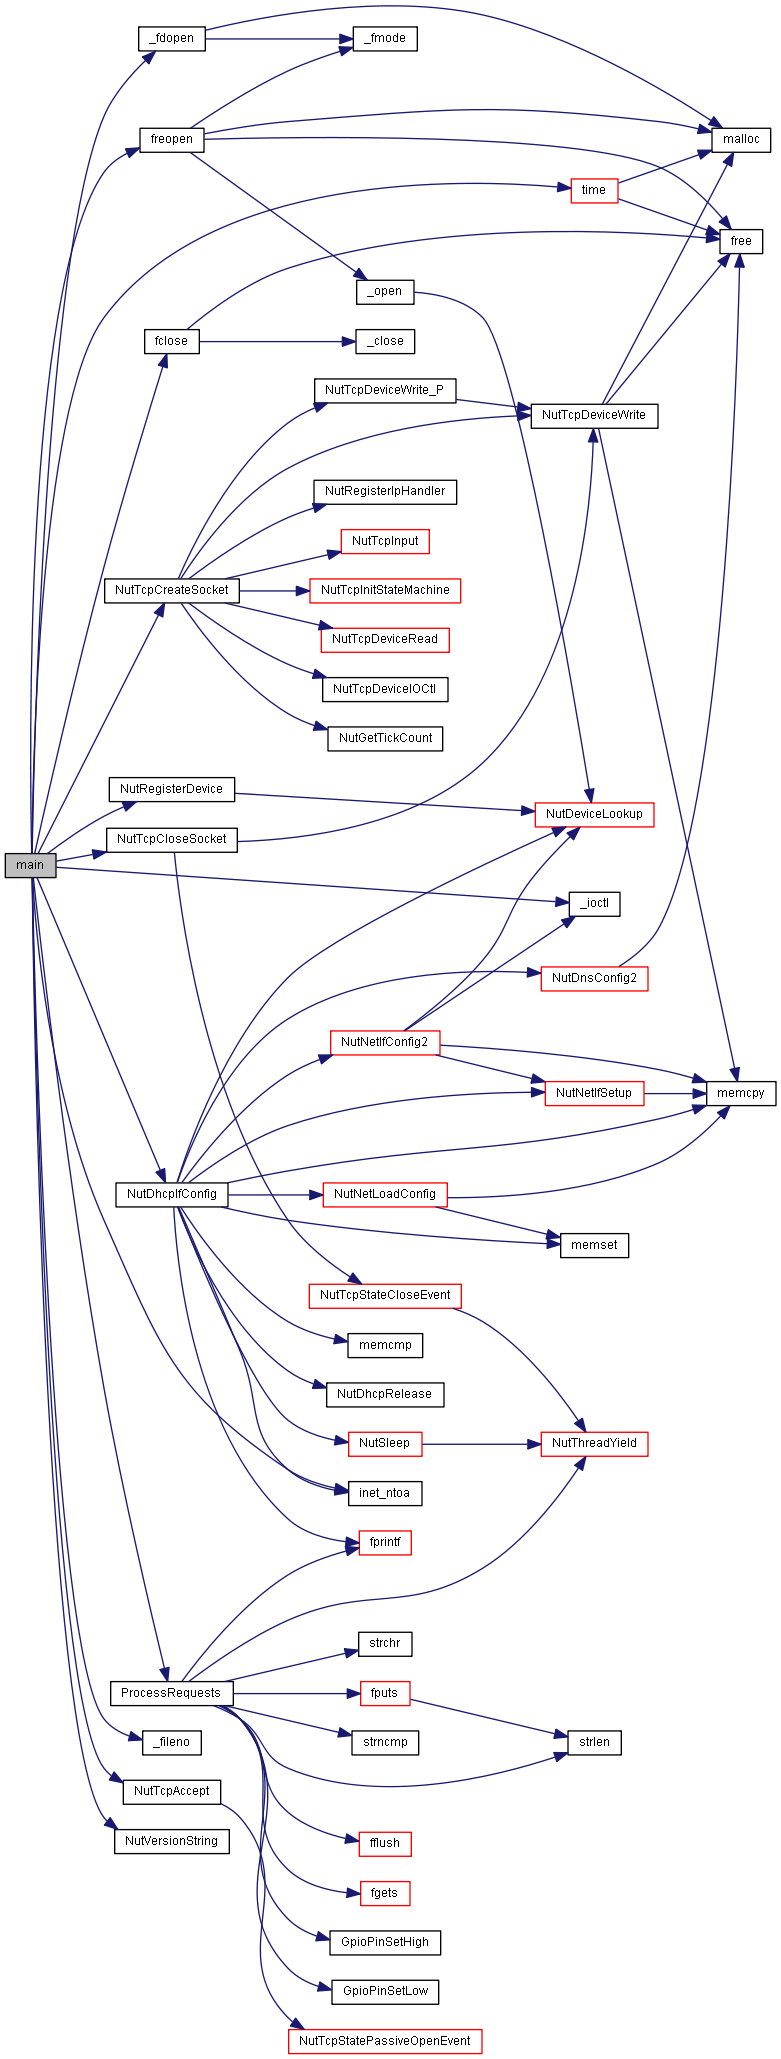 _fdopen
_fmode
freopen
malloc
time
free
_open
fclose
_close
NutTcpDeviceWrite_P
NutTcpDeviceWrite
NutRegisterIpHandler
NutTcpInput
NutTcpCreateSocket
NutTcpInitStateMachine
NutTcpDeviceRead
NutTcpDeviceIOCtl
NutGetTickCount
NutRegisterDevice
NutDeviceLookup
NutTcpCloseSocket
main
_ioctl
NutDnsConfig2
NutNetIfConfig2
NutNetIfSetup
memcpy
NutDhcpIfConfig
NutNetLoadConfig
memset
NutTcpStateCloseEvent
memcmp
NutDhcpRelease
NutSleep
NutThreadYield
inet_ntoa
fprintf
strchr
ProcessRequests
fputs
_fileno
strncmp
strlen
NutTcpAccept
NutVersionString
fflush
fgets
GpioPinSetHigh
GpioPinSetLow
NutTcpStatePassiveOpenEvent